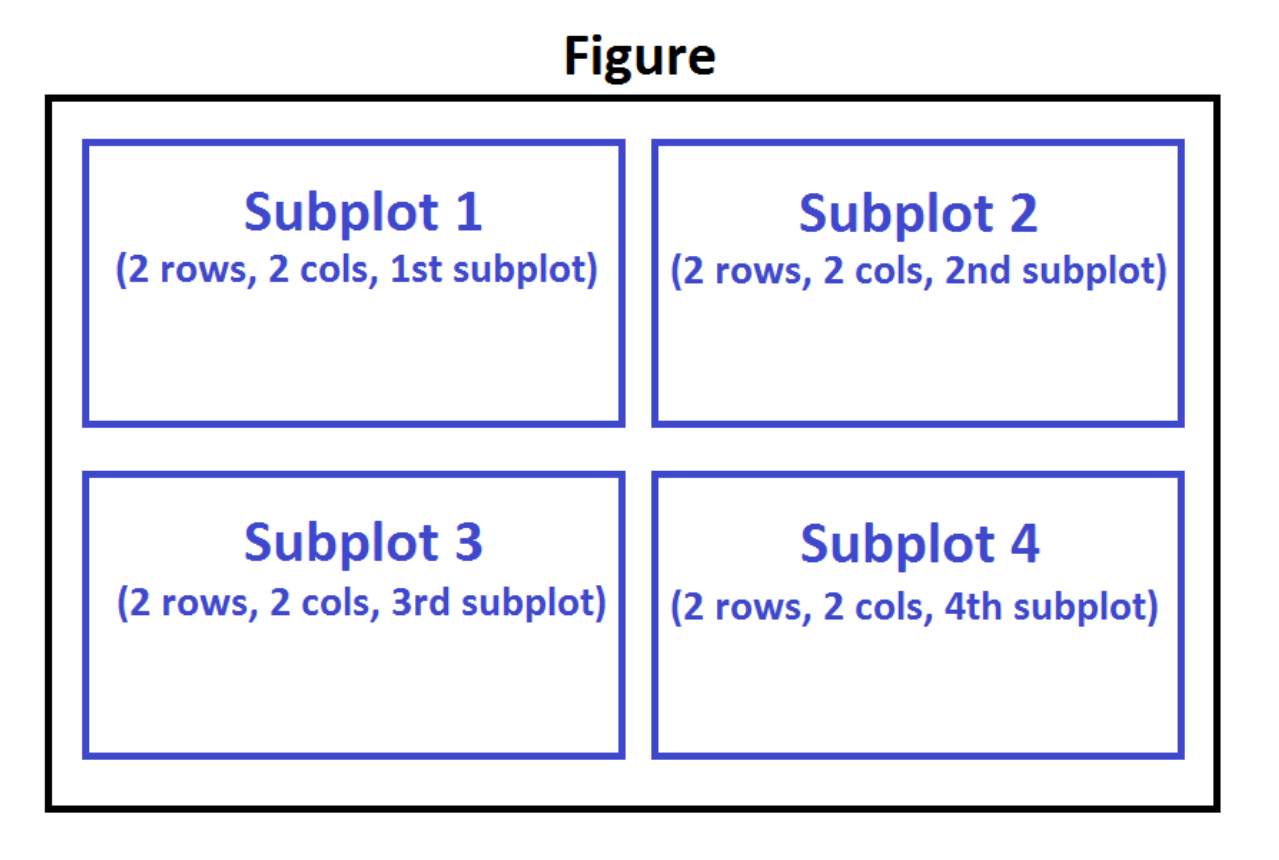 Figure
Subplot 1
(2 rows, 2 cols, 1st subplot)
Subplot 2
(2 rows, 2 cols, 2nd subplot)
Subplot 3
(2 rows, 2 cols, 3rd subplot)
Subplot 4
(2 rows, 2 cols, 4th subplot)